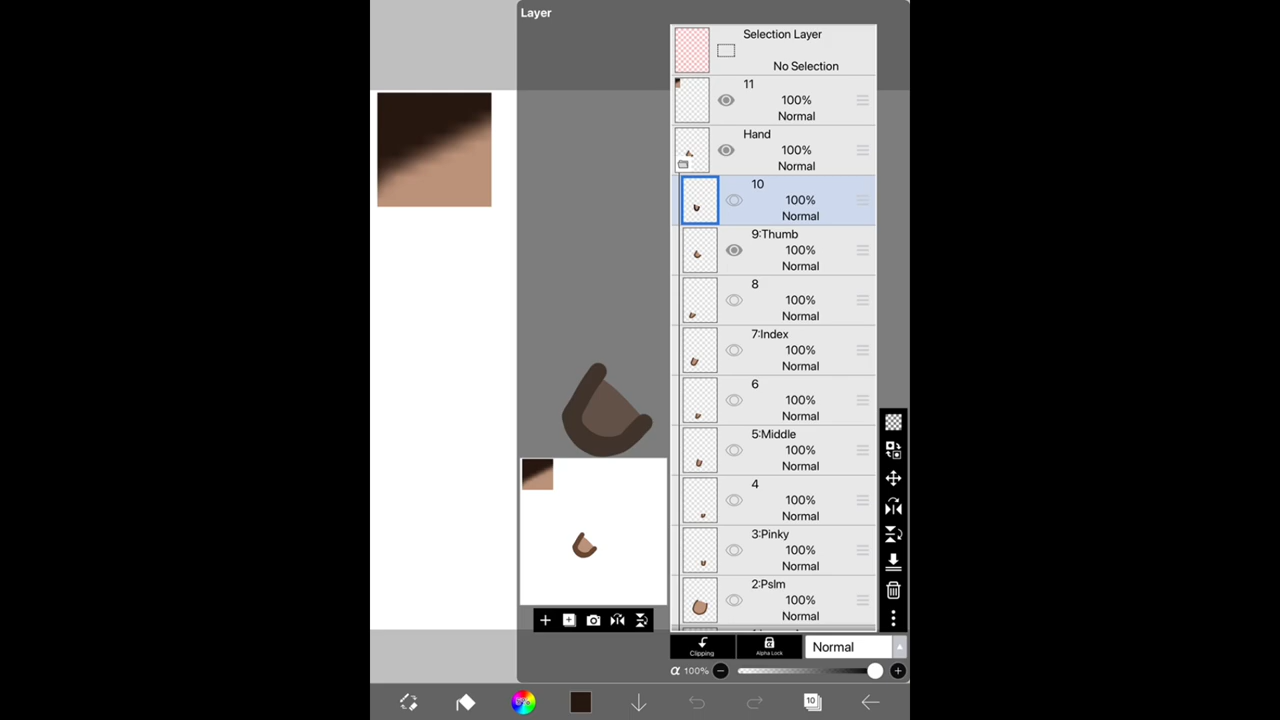 Layer
Selection Layer
No Selection
11
100%
Normal
Hand
100%
Normal
10
100%
Normal
9:Thumb
100%
Normal
8
100%
Normal
7:Index
100%
Normal
6
100%
Normal
5:Middle
100%
Normal
4
100%
Normal
3:Pinky
100%
Normal
2:Pslm
100%
Normal
Clipping
Alpha Lock
Normal
α 100%
10